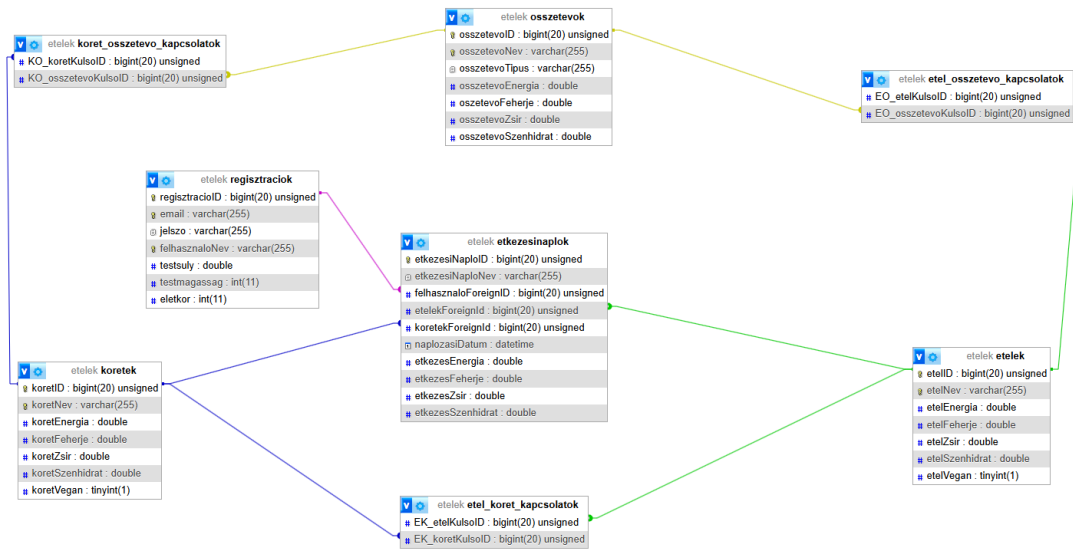 etelek osszetevok
osszetevoID : bigint(20) unsigned
osszetevoNev : varchar(255)
osszetevoTipus : varchar(255)
osszetevoEnergia : double
oszetevoFeherje : double
osszetevoZsir : double
osszetevoSzenhidrat : double
etelek koret_osszetevo_kapcsolatok
KO_koretKulsoID : bigint(20) unsigned
KO_osszetevoKulsoID : bigint(20) unsigned
etelek etel_osszetevo_kapcsolatok
EO_etelKulsoID : bigint(20) unsigned
EO_osszetevoKulsoID : bigint(20) unsigned
etelek regisztraciok
regisztracioID : bigint(20) unsigned
email : varchar(255)
jelszo : varchar(255)
felhasznaloNev : varchar(255)
testsuly : double
testmagassag : int(11)
eletkor : int(11)
etelek etkezesinaplok
etkezesiNaploID : bigint(20) unsigned
etkezesiNaploNev : varchar(255)
felhasznaloForeignID : bigint(20) unsigned
etelekForeignId : bigint(20) unsigned
koretekForeignId : bigint(20) unsigned
naplozasiDatum : datetime
etkezesEnergia : double
etkezesFeherje : double
etkezesZsir : double
etkezesSzenhidrat : double
etelek koretek
koretID : bigint(20) unsigned
koretNev : varchar(255)
koretEnergia : double
koretFeherje : double
koretZsir : double
koretSzenhidrat : double
koretVegan : tinyint(1)
etelek etelek
etelID : bigint(20) unsigned
etelNev : varchar(255)
etelEnergia : double
etelFeherje : double
etelZsir : double
etelSzenhidrat : double
etelVegan : tinyint(1)
etelek etel_koret_kapcsolatok
EK_etelKulsoID : bigint(20) unsigned
EK_koretKulsoID : bigint(20) unsigned